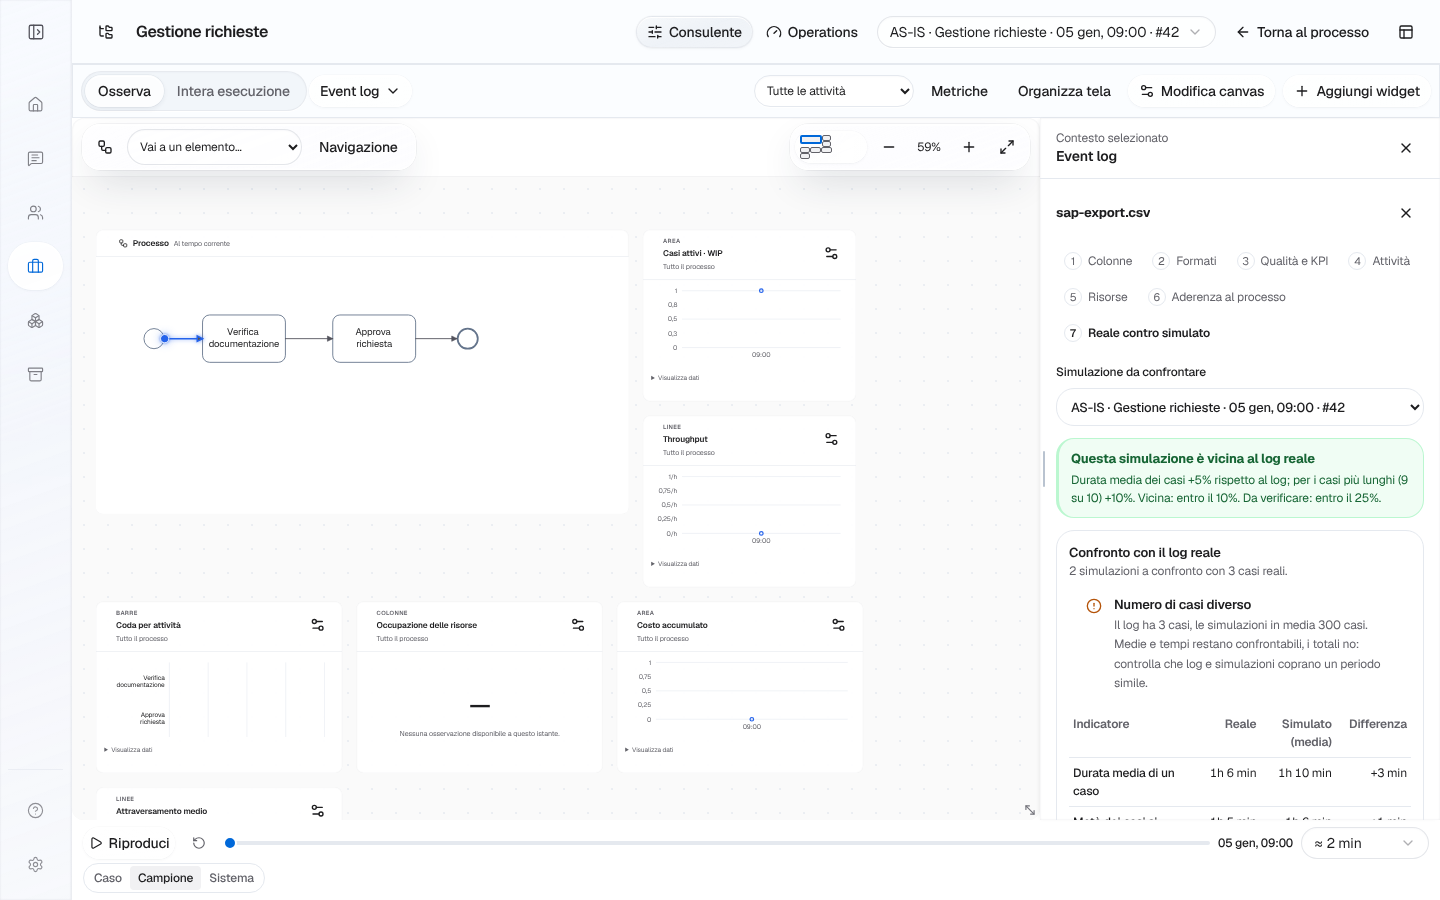 Gestione richieste
Consulente
Operations
AS-IS · Gestione richieste · 05 gen, 09:00 · #42
Torna al processo
Osserva
Intera esecuzione
Event log
Tutte le attività
Metriche
Organizza tela
Modifica canvas
Aggiungi widget
Vai a un elemento...
Navigazione
59%
Processo Al tempo corrente
Verifica
documentazione
Approva
richiesta
AREA
Casi attivi · WIP
Tutto il processo
1
0,8
0,5
0,3
0
09:00
Visualizza dati
LINEE
Throughput
Tutto il processo
1/h
0,75/h
0,5/h
0,25/h
0/h
09:00
Visualizza dati
BARRE
Coda per attività
Tutto il processo
Verifica
documentazione
Approva
richiesta
Visualizza dati
COLONNE
Occupazione delle risorse
Tutto il processo
—
Nessuna osservazione disponibile a questo istante.
AREA
Costo accumulato
Tutto il processo
1
0,75
0,5
0,25
0
09:00
Visualizza dati
LINEE
Attraversamento medio
Contesto selezionato
Event log
sap-export.csv
1 Colonne 2 Formati 3 Qualità e KPI 4 Attività
5 Risorse 6 Aderenza al processo
7 Reale contro simulato
Simulazione da confrontare
AS-IS · Gestione richieste · 05 gen, 09:00 · #42
Questa simulazione è vicina al log reale
Durata media dei casi +5% rispetto al log; per i casi più lunghi (9
su 10) +10%. Vicina: entro il 10%. Da verificare: entro il 25%.
Confronto con il log reale
2 simulazioni a confronto con 3 casi reali.
Numero di casi diverso
Il log ha 3 casi, le simulazioni in media 300 casi.
Medie e tempi restano confrontabili, i totali no:
controlla che log e simulazioni coprano un periodo
simile.
Indicatore Reale Simulato Differenza
(media)
Durata media di un 1h 6 min 1h 10 min +3 min
caso
Riproduci
05 gen, 09:00
≈ 2 min
Caso
Campione
Sistema